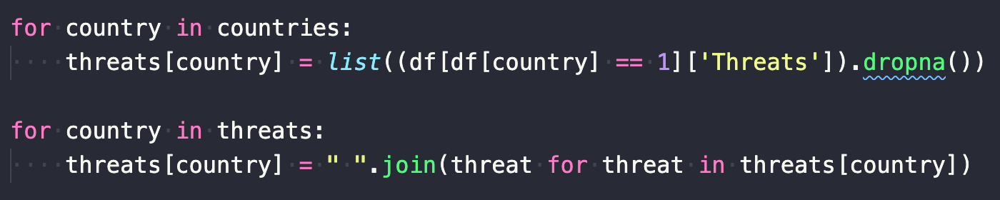 for country in countries:
    threats[country] = list((df[df[country] == 1]['Threats']).dropna())
for country in threats:
    threats[country] = " ".join(threat for threat in threats[country])